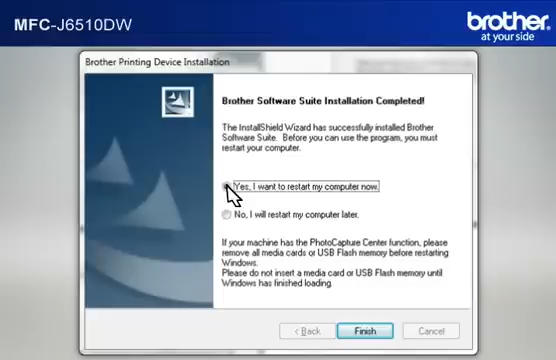 MFC-J6510DW
brother
at your side
Brother Printing Device Installation
Brother Software Suite Installation Completed!
The InstallShield Wizard has successfully installed Brother
Software Suite. Before you can use the program, you must
restart your computer.
Yes, I want to restart my computer now.
No, I will restart my computer later.
If your machine has the PhotoCapture Center function, please
remove all media cards or USB Flash memory before restarting
Windows.
Please do not insert a media card or USB Flash memory until
Windows has finished loading.
< Back
Finish
Cancel